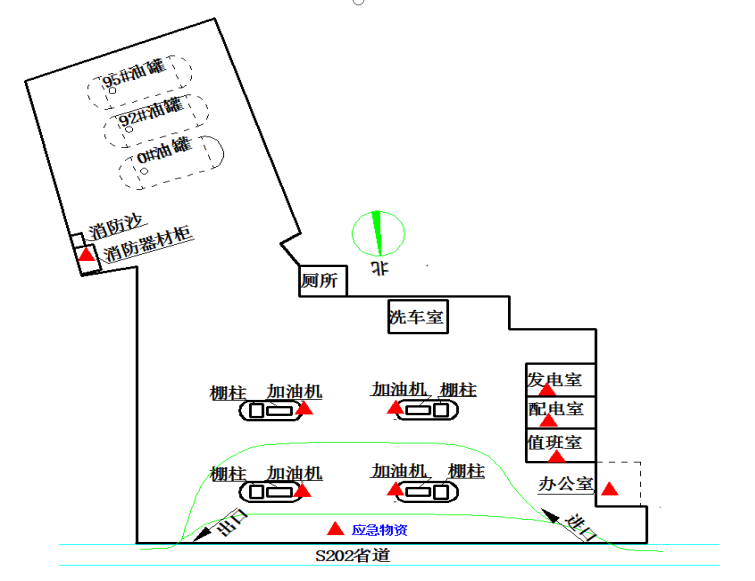 95#油罐
92#油罐
0#油罐
消防沙
消防器材柜
北
厕所
洗车室
发电室
配电室
值班室
办公室
棚柱 加油机
加油机 棚柱
棚柱 加油机
加油机 棚柱
出口
进口
应急物资
S202省道